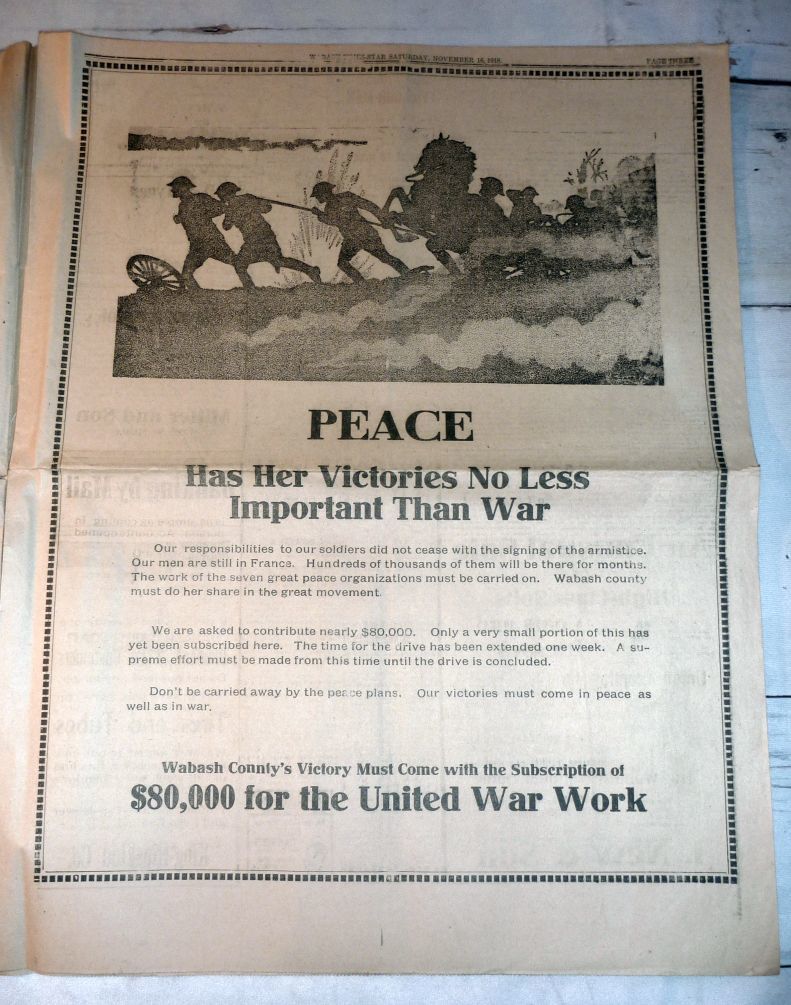 WABASH TIMES-STAR SATURDAY, NOVEMBER 16, 1918. PAGE THREE
PEACE
Has Her Victories No Less
Important Than War
Our responsibilities to our soldiers did not cease with the signing of the armistice.
Our men are still in France. Hundreds of thousands of them will be there for months.
The work of the seven great peace organizations must be carried on. Wabash county
must do her share in the great movement.
We are asked to contribute nearly $80,000. Only a very small portion of this has
yet been subscribed here. The time for the drive has been extended one week. A su-
preme effort must be made from this time until the drive is concluded.
Don't be carried away by the peace plans. Our victories must come in peace as
well as in war.
Wabash Connty's Victory Must Come with the Subscription of
$80,000 for the United War Work